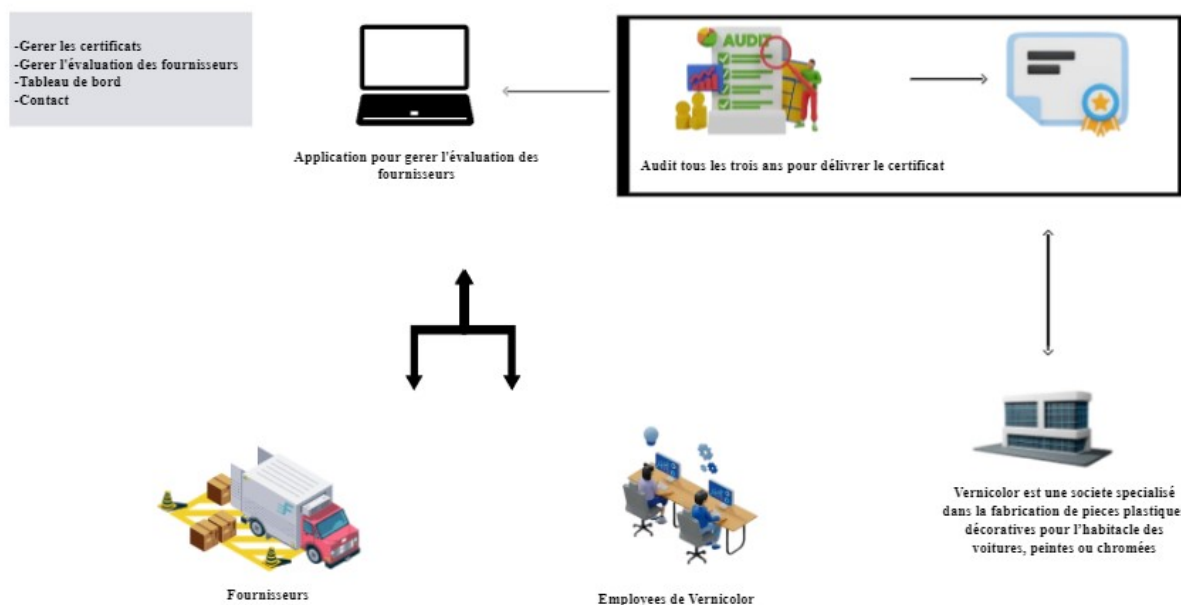 -Gerer les certificats
-Gerer l'évaluation des fournisseurs
-Tableau de bord
-Contact
Application pour gerer l'évaluation des
fournisseurs
AUDIT
Audit tous les trois ans pour délivrer le certificat
Vernicolor est une societe specialisé
dans la fabrication de pieces plastique
décoratives pour l’habitacle des
voitures, peintes ou chromées
Fournisseurs
Employees de Vernicolor